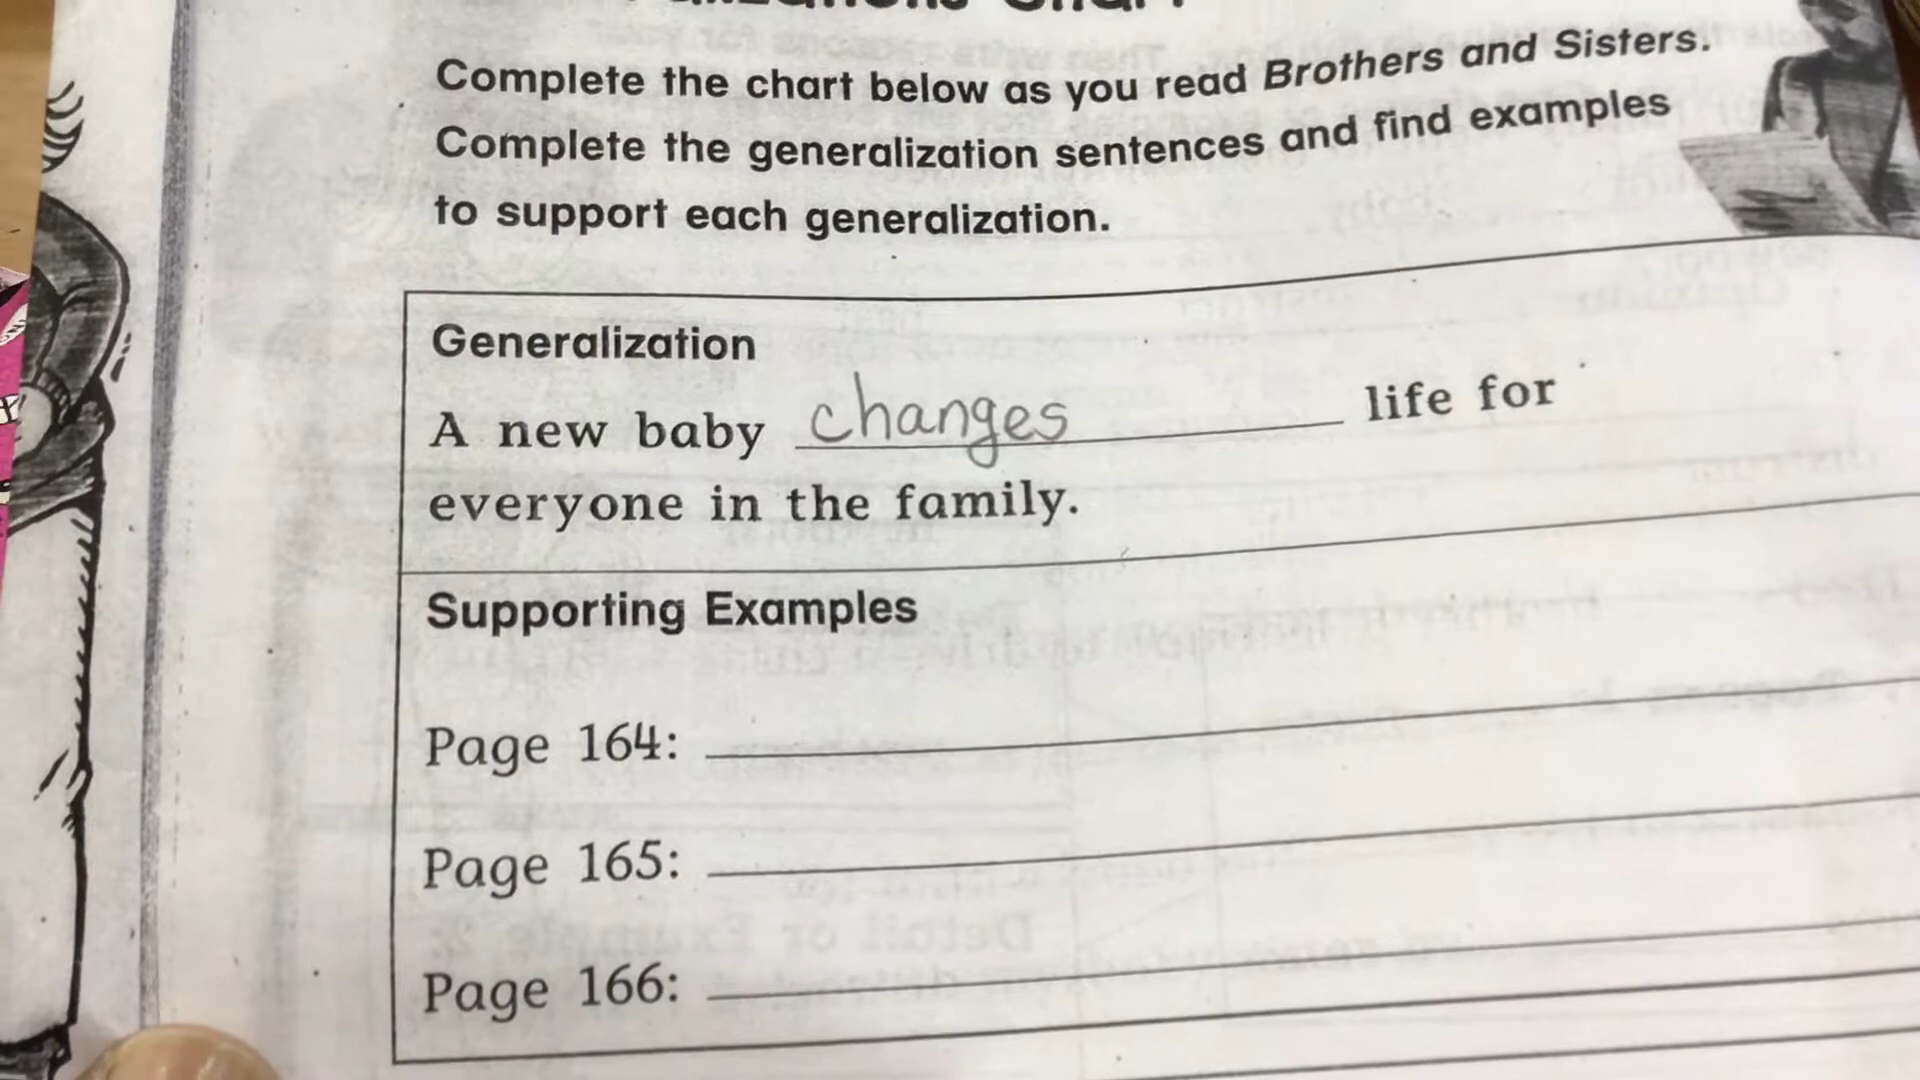 Complete the chart below as you read Brothers and Sisters.
Complete the generalization sentences and find examples
to support each generalization.
Generalization
A new baby changes life for
everyone in the family.
Supporting Examples
Page 164:
Page 165:
Page 166: